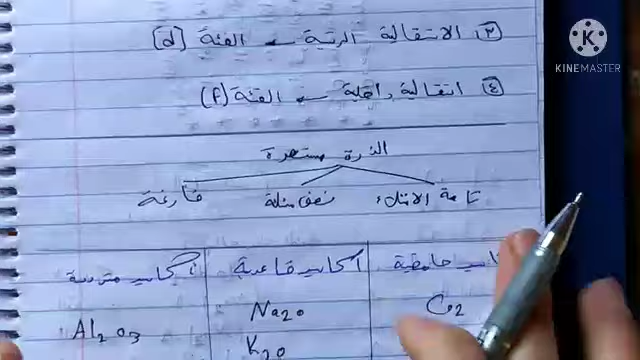 ٣ الانتقالية الرئيسية ← الفئة (d)
٤ انتقالية داخلية ← الفئة (f)
الذرة مستقرة
تامة الامتلاء نصف ممتلئة فارغة
حامضية أكاسيد قاعدية أكاسيد مترددة
CO2 Na2O Al2O3
K2O
KINEMASTER